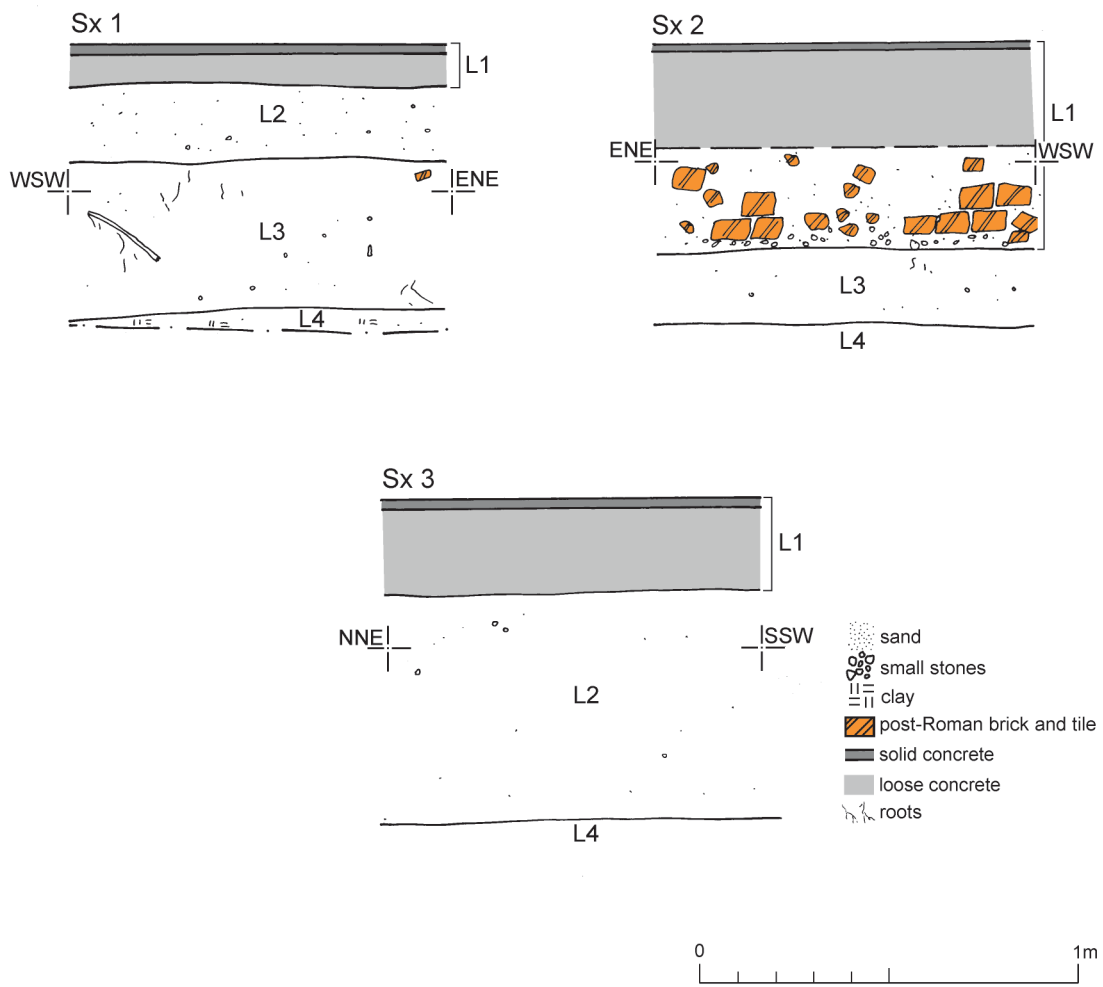 Sx 1
L1
L2
WSW
ENE
L3
L4
Sx 2
L1
ENE
WSW
L3
L4
Sx 3
L1
NNE
SSW
L2
L4
sand
small stones
clay
post-Roman brick and tile
solid concrete
loose concrete
roots
0
1m